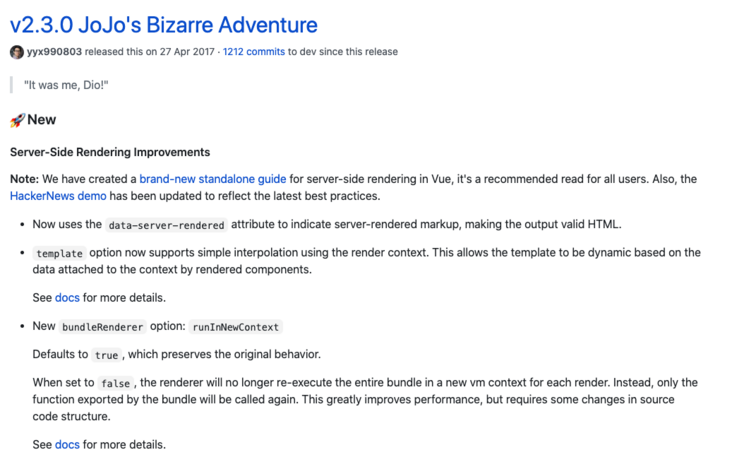 v2.3.0 JoJo's Bizarre Adventure
yyx990803 released this on 27 Apr 2017 · 1212 commits to dev since this release
"It was me, Dio!"
🚀New
Server-Side Rendering Improvements
Note: We have created a brand-new standalone guide for server-side rendering in Vue, it's a recommended read for all users. Also, the
HackerNews demo has been updated to reflect the latest best practices.
• Now uses the data-server-rendered attribute to indicate server-rendered markup, making the output valid HTML.
• template option now supports simple interpolation using the render context. This allows the template to be dynamic based on the
data attached to the context by rendered components.
See docs for more details.
• New bundleRenderer option: runInNewContext
Defaults to true, which preserves the original behavior.
When set to false, the renderer will no longer re-execute the entire bundle in a new vm context for each render. Instead, only the
function exported by the bundle will be called again. This greatly improves performance, but requires some changes in source
code structure.
See docs for more details.